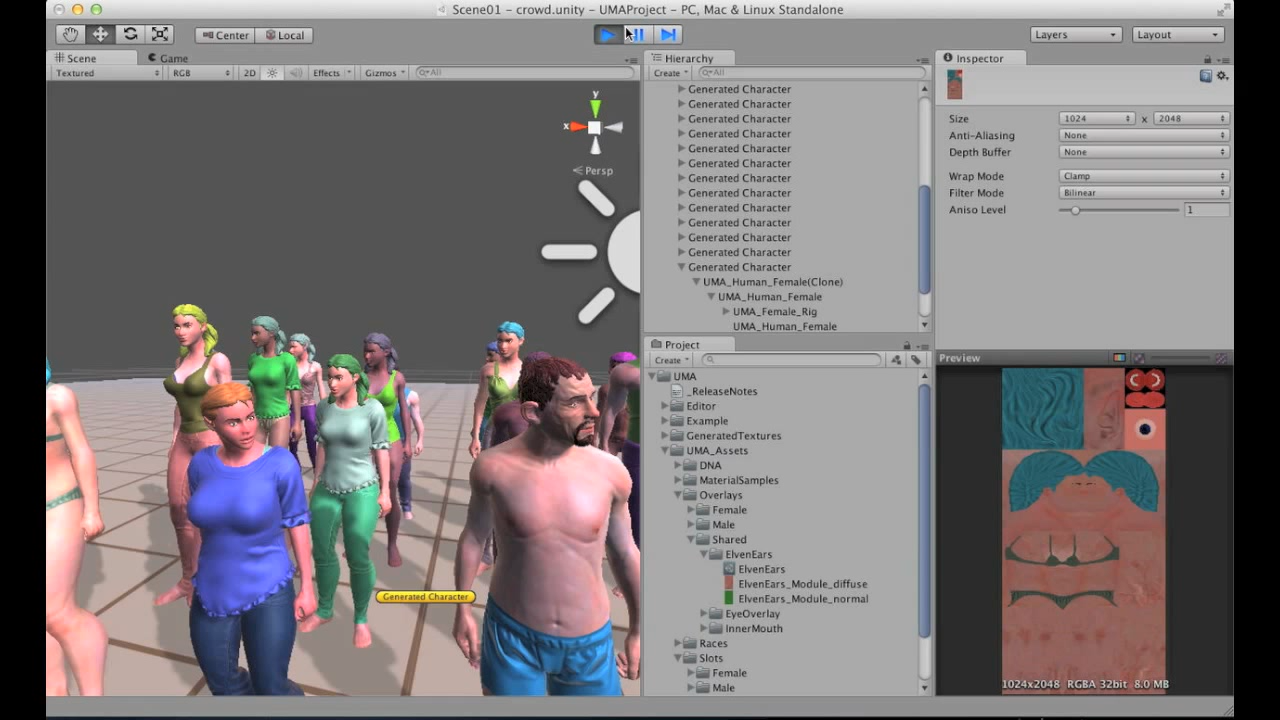 Scene01 – crowd.unity – UMAProject – PC, Mac & Linux Standalone
Center Local Layers Layout
Scene Game
Textured RGB 2D Effects Gizmos All
y
x
Persp
Generated Character
Hierarchy
Create All
Generated Character
Generated Character
Generated Character
Generated Character
Generated Character
Generated Character
Generated Character
Generated Character
Generated Character
Generated Character
Generated Character
Generated Character
Generated Character
UMA_Human_Female(Clone)
UMA_Human_Female
UMA_Female_Rig
UMA_Human_Female
Project
Create
UMA
_ReleaseNotes
Editor
Example
GeneratedTextures
UMA_Assets
DNA
MaterialSamples
Overlays
Female
Male
Shared
ElvenEars
ElvenEars
ElvenEars_Module_diffuse
ElvenEars_Module_normal
EyeOverlay
InnerMouth
Races
Slots
Female
Male
Inspector
Size 1024 x 2048
Anti-Aliasing None
Depth Buffer None
Wrap Mode Clamp
Filter Mode Bilinear
Aniso Level 1
Preview
1024x2048 RGBA 32bit 8.0 MB